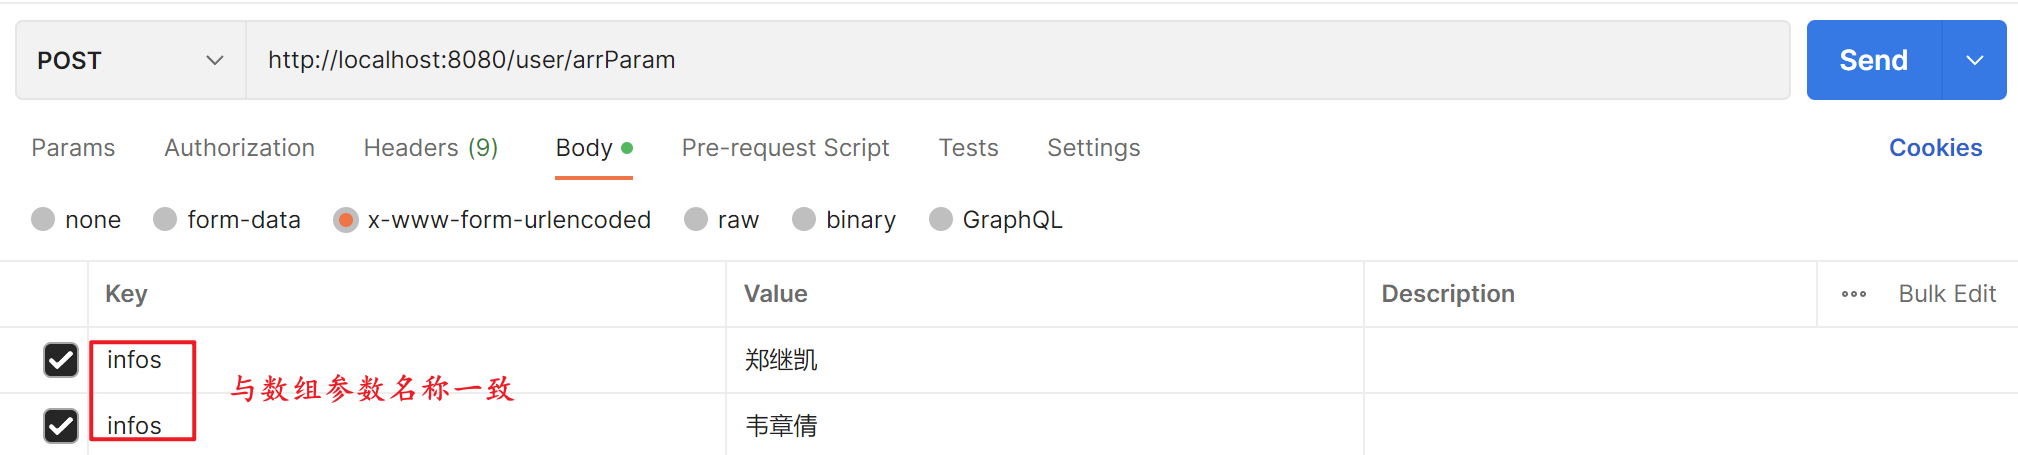 POST http://localhost:8080/user/arrParam Send
Params Authorization Headers (9) Body Pre-request Script Tests Settings Cookies
none form-data x-www-form-urlencoded raw binary GraphQL
Key Value Description Bulk Edit
infos 郑继凯
与数组参数名称一致
infos 韦章倩